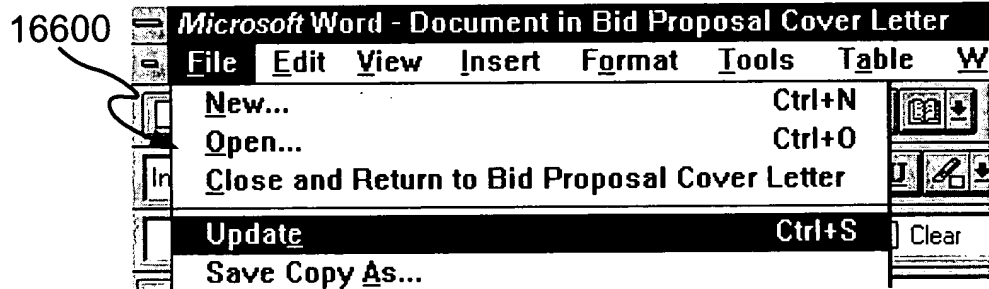 16600
Microsoft Word - Document in Bid Proposal Cover Letter
File Edit View Insert Format Tools Table W
New... Ctrl+N
Open... Ctrl+O
In Close and Return to Bid Proposal Cover Letter U
Update Ctrl+S Clear
Save Copy As...